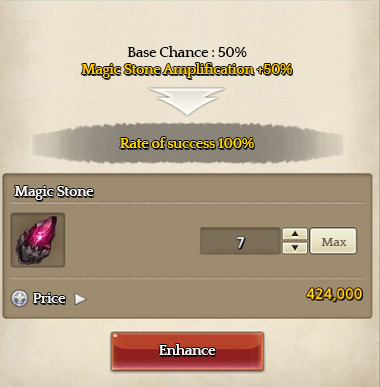 Base Chance : 50%
Magic Stone Amplification +50%
Rate of success 100%
Magic Stone
7
Max
Price
424,000
Enhance